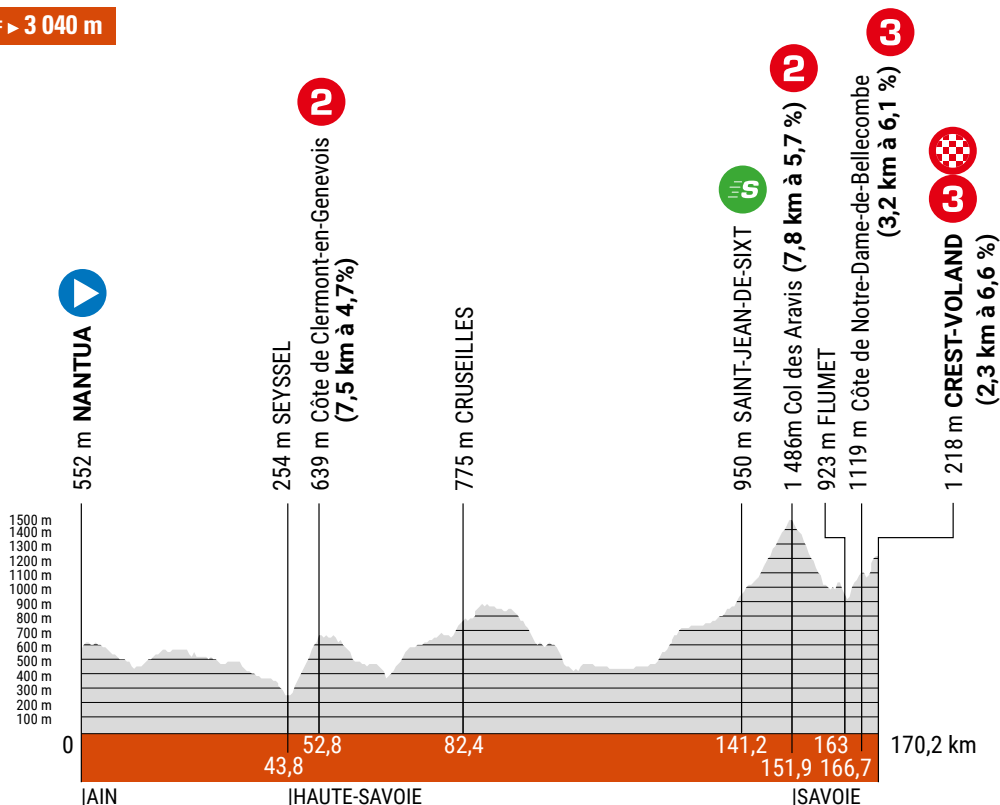 ▸ 3 040 m
2
3
2
3
S
552 m NANTUA
254 m SEYSSEL
639 m Côte de Clermont-en-Genevois
(7,5 km à 4,7%)
775 m CRUSEILLES
950 m SAINT-JEAN-DE-SIXT
1 486m Col des Aravis (7,8 km à 5,7 %)
923 m FLUMET
1119 m Côte de Notre-Dame-de-Bellecombe
(3,2 km à 6,1 %)
1 218 m CREST-VOLAND
(2,3 km à 6,6 %)
1500 m
1400 m
1300 m
1200 m
1100 m
1000 m
900 m
800 m
700 m
600 m
500 m
400 m
300 m
200 m
100 m
0 52,8 82,4 141,2 163 170,2 km
43,8 151,9 166,7
|AIN |HAUTE-SAVOIE |SAVOIE